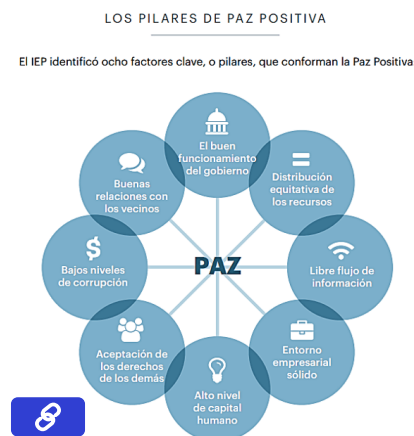 LOS PILARES DE PAZ POSITIVA
El IEP identificó ocho factores clave, o pilares, que conforman la Paz Positiva
El buen
funcionamiento
del gobierno
Distribución
equitativa de
los recursos
Libre flujo de
información
Entorno
empresarial
sólido
Alto nivel
de capital
humano
Aceptación de
los derechos
de los demás
Bajos niveles
de corrupción
Buenas
relaciones con
los vecinos
PAZ